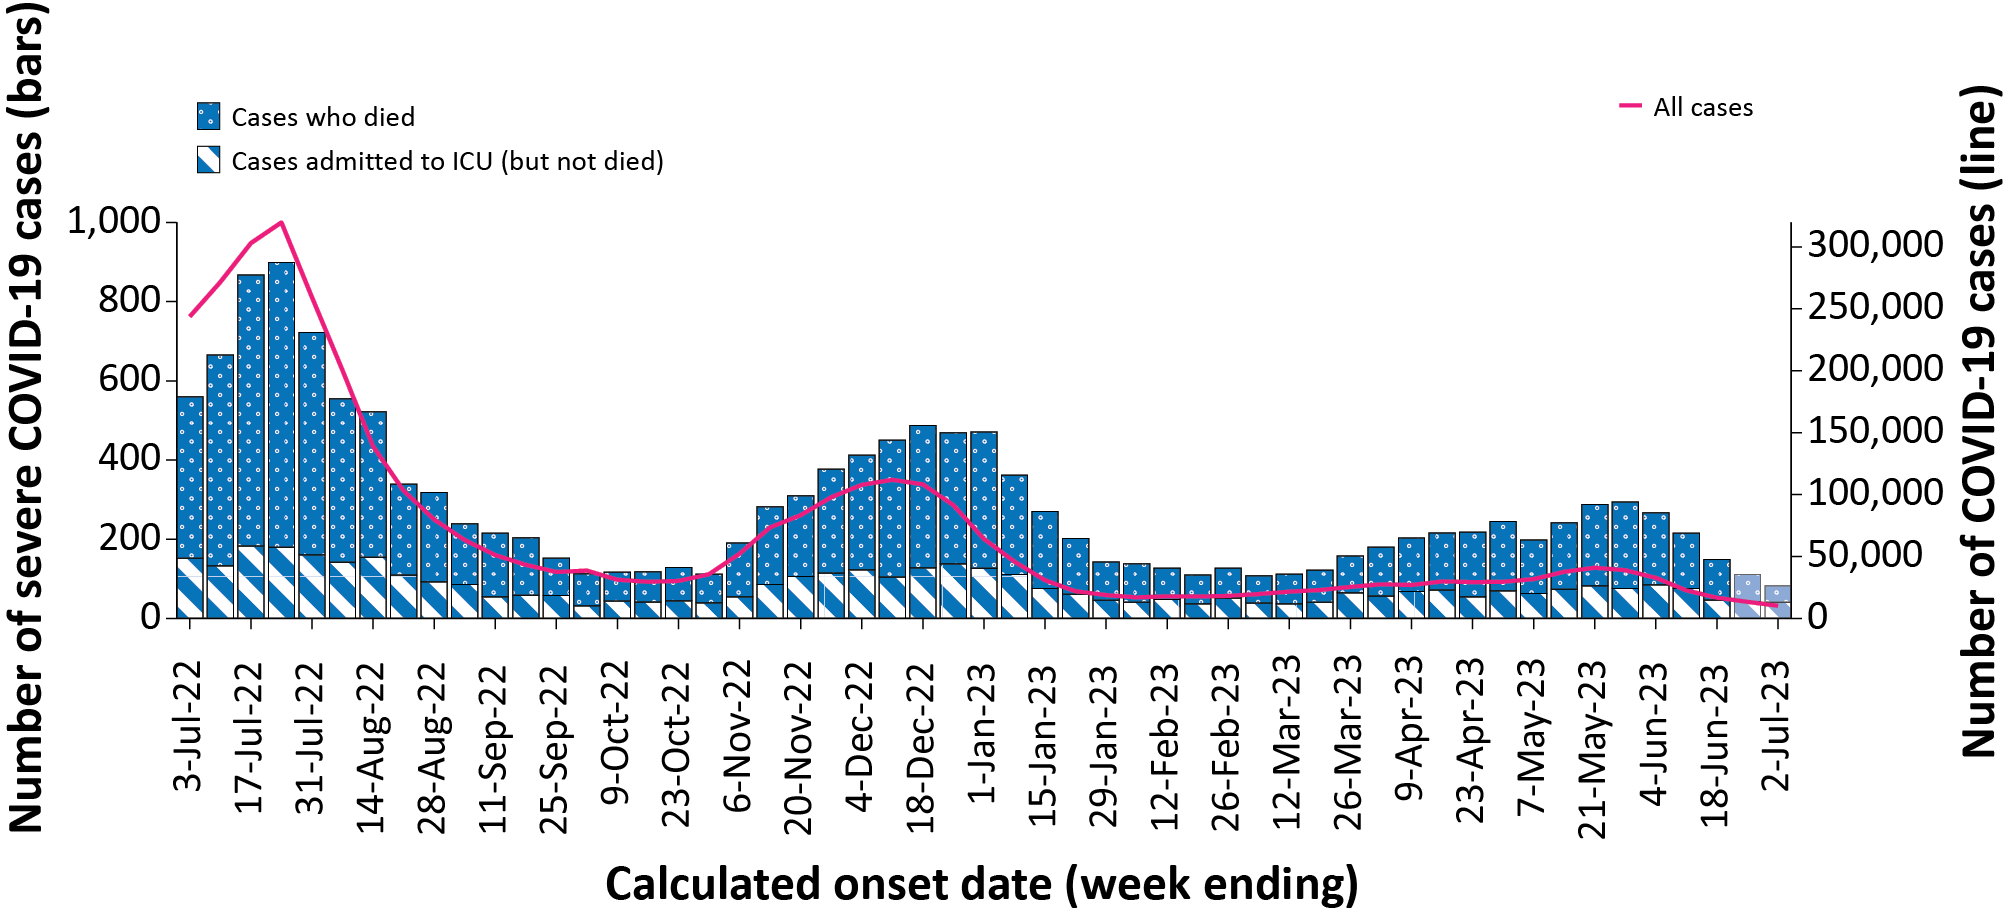 Number of severe COVID-19 cases (bars)
Cases who died
Cases admitted to ICU (but not died)
All cases
1,000
800
600
400
200
0
300,000
250,000
200,000
150,000
100,000
50,000
0
Number of COVID-19 cases (line)
3-Jul-22
17-Jul-22
31-Jul-22
14-Aug-22
28-Aug-22
11-Sep-22
25-Sep-22
9-Oct-22
23-Oct-22
6-Nov-22
20-Nov-22
4-Dec-22
18-Dec-22
1-Jan-23
15-Jan-23
29-Jan-23
12-Feb-23
26-Feb-23
12-Mar-23
26-Mar-23
9-Apr-23
23-Apr-23
7-May-23
21-May-23
4-Jun-23
18-Jun-23
2-Jul-23
Calculated onset date (week ending)